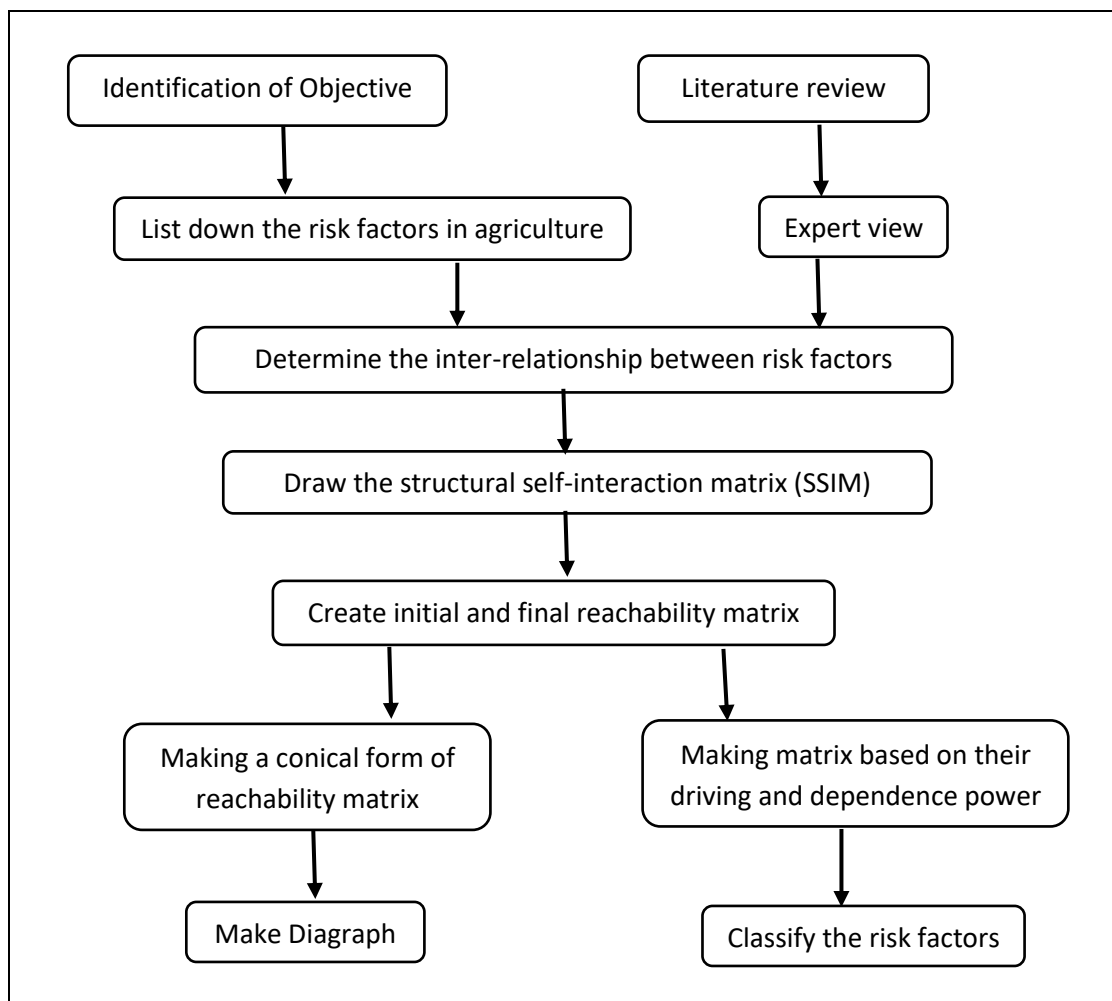 Identification of Objective
Literature review
List down the risk factors in agriculture
Expert view
Determine the inter-relationship between risk factors
Draw the structural self-interaction matrix (SSIM)
Create initial and final reachability matrix
Making a conical form of
reachability matrix
Making matrix based on their
driving and dependence power
Make Diagraph
Classify the risk factors